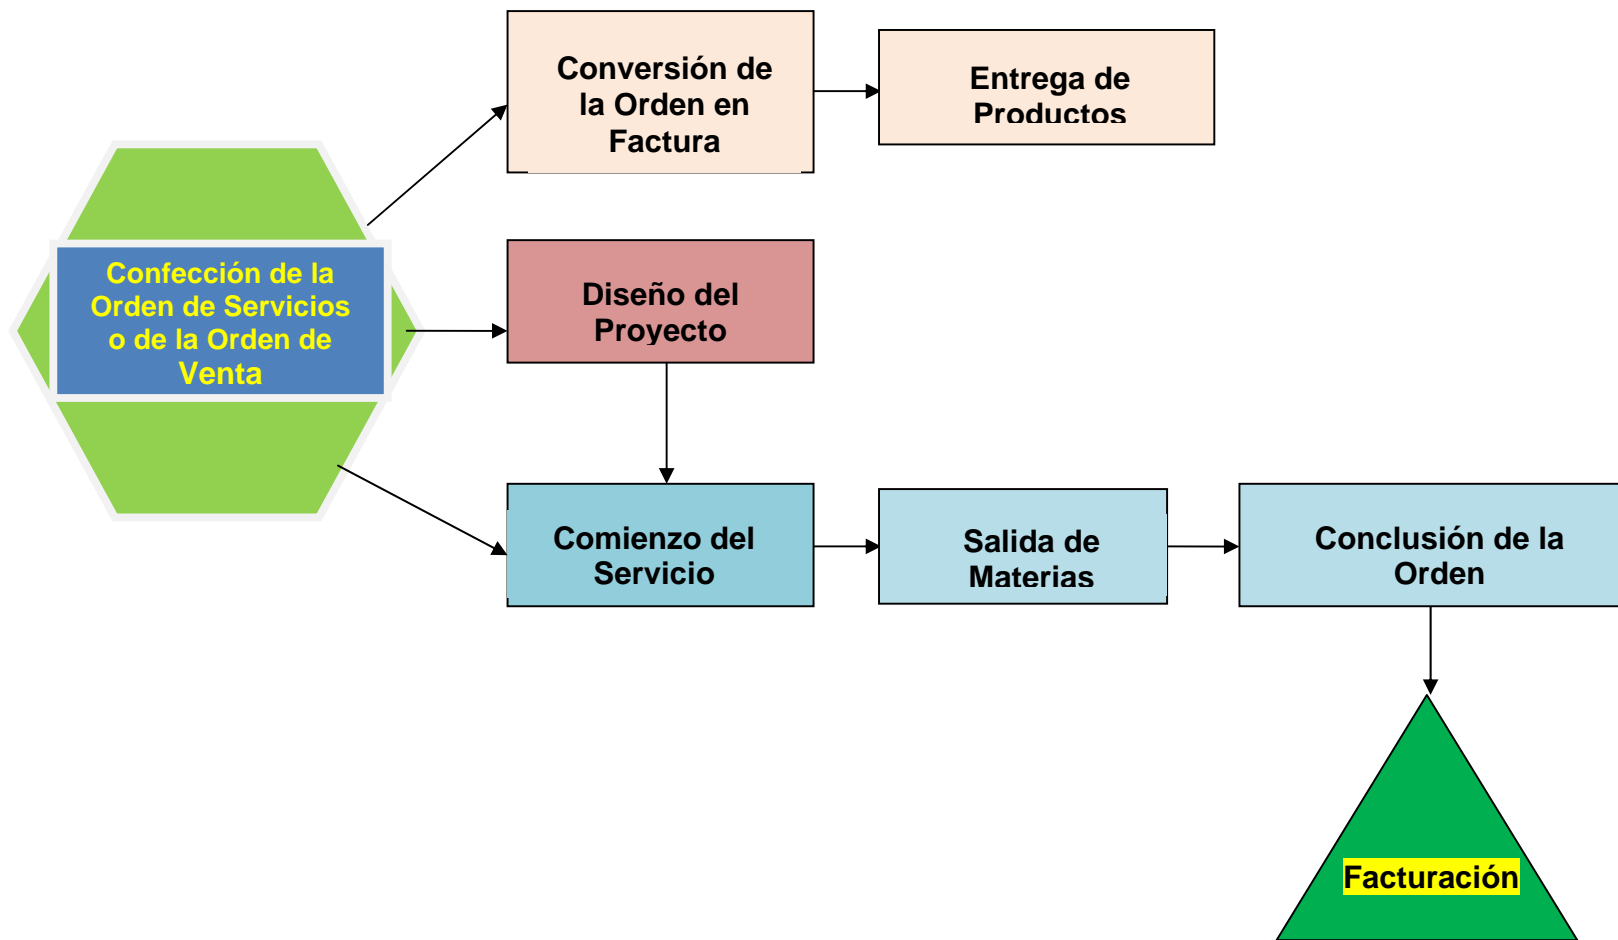 Conversión de
la Orden en
Factura
Entrega de
Productos
Confección de la
Orden de Servicios
o de la Orden de
Venta
Diseño del
Proyecto
Comienzo del
Servicio
Salida de
Materias
Conclusión de la
Orden
Facturación